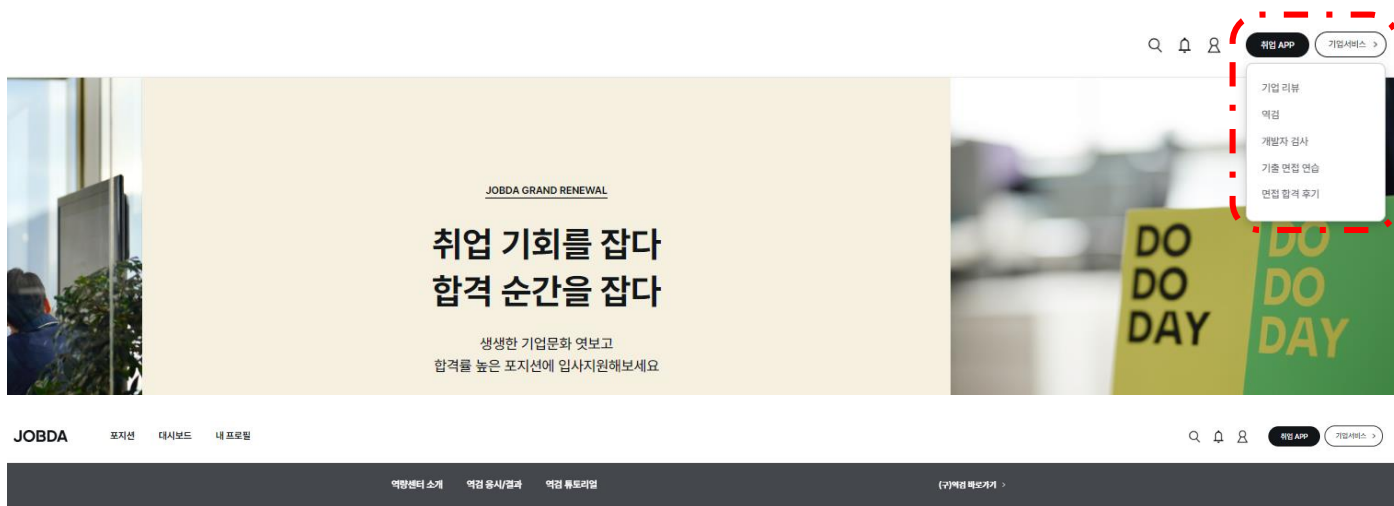 취업 APP
기업서비스 >
기업 리뷰
역검
개발자 검사
기출 면접 연습
면접 합격 후기
JOBDA GRAND RENEWAL
취업 기회를 잡다
합격 순간을 잡다
생생한 기업문화 엿보고
합격률 높은 포지션에 입사지원해보세요
DO
DO
DAY
DO
DO
DAY
JOBDA 포지션 대시보드 내 프로필 취업 APP 기업서비스 >
역량센터 소개 역검 응시/결과 역검 튜토리얼 (구)역검 바로가기 >